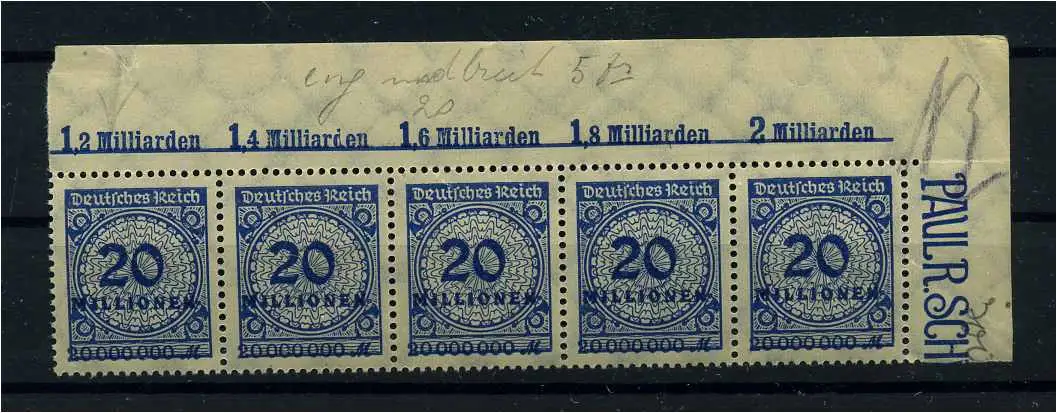 5
20
1,2 Milliarden 1,4 Milliarden 1,6 Milliarden 1,8 Milliarden 2 Milliarden
Deutsches Reich Deutsches Reich Deutsches Reich Deutsches Reich Deutsches Reich
20 20 20 20 20
MILLIONEN MILLIONEN MILLIONEN MILLIONEN MILLIONEN
20 000 000 M 20 000 000 M 20 000 000 M 20 000 000 M 20 000 000 M
PAUL R SCH